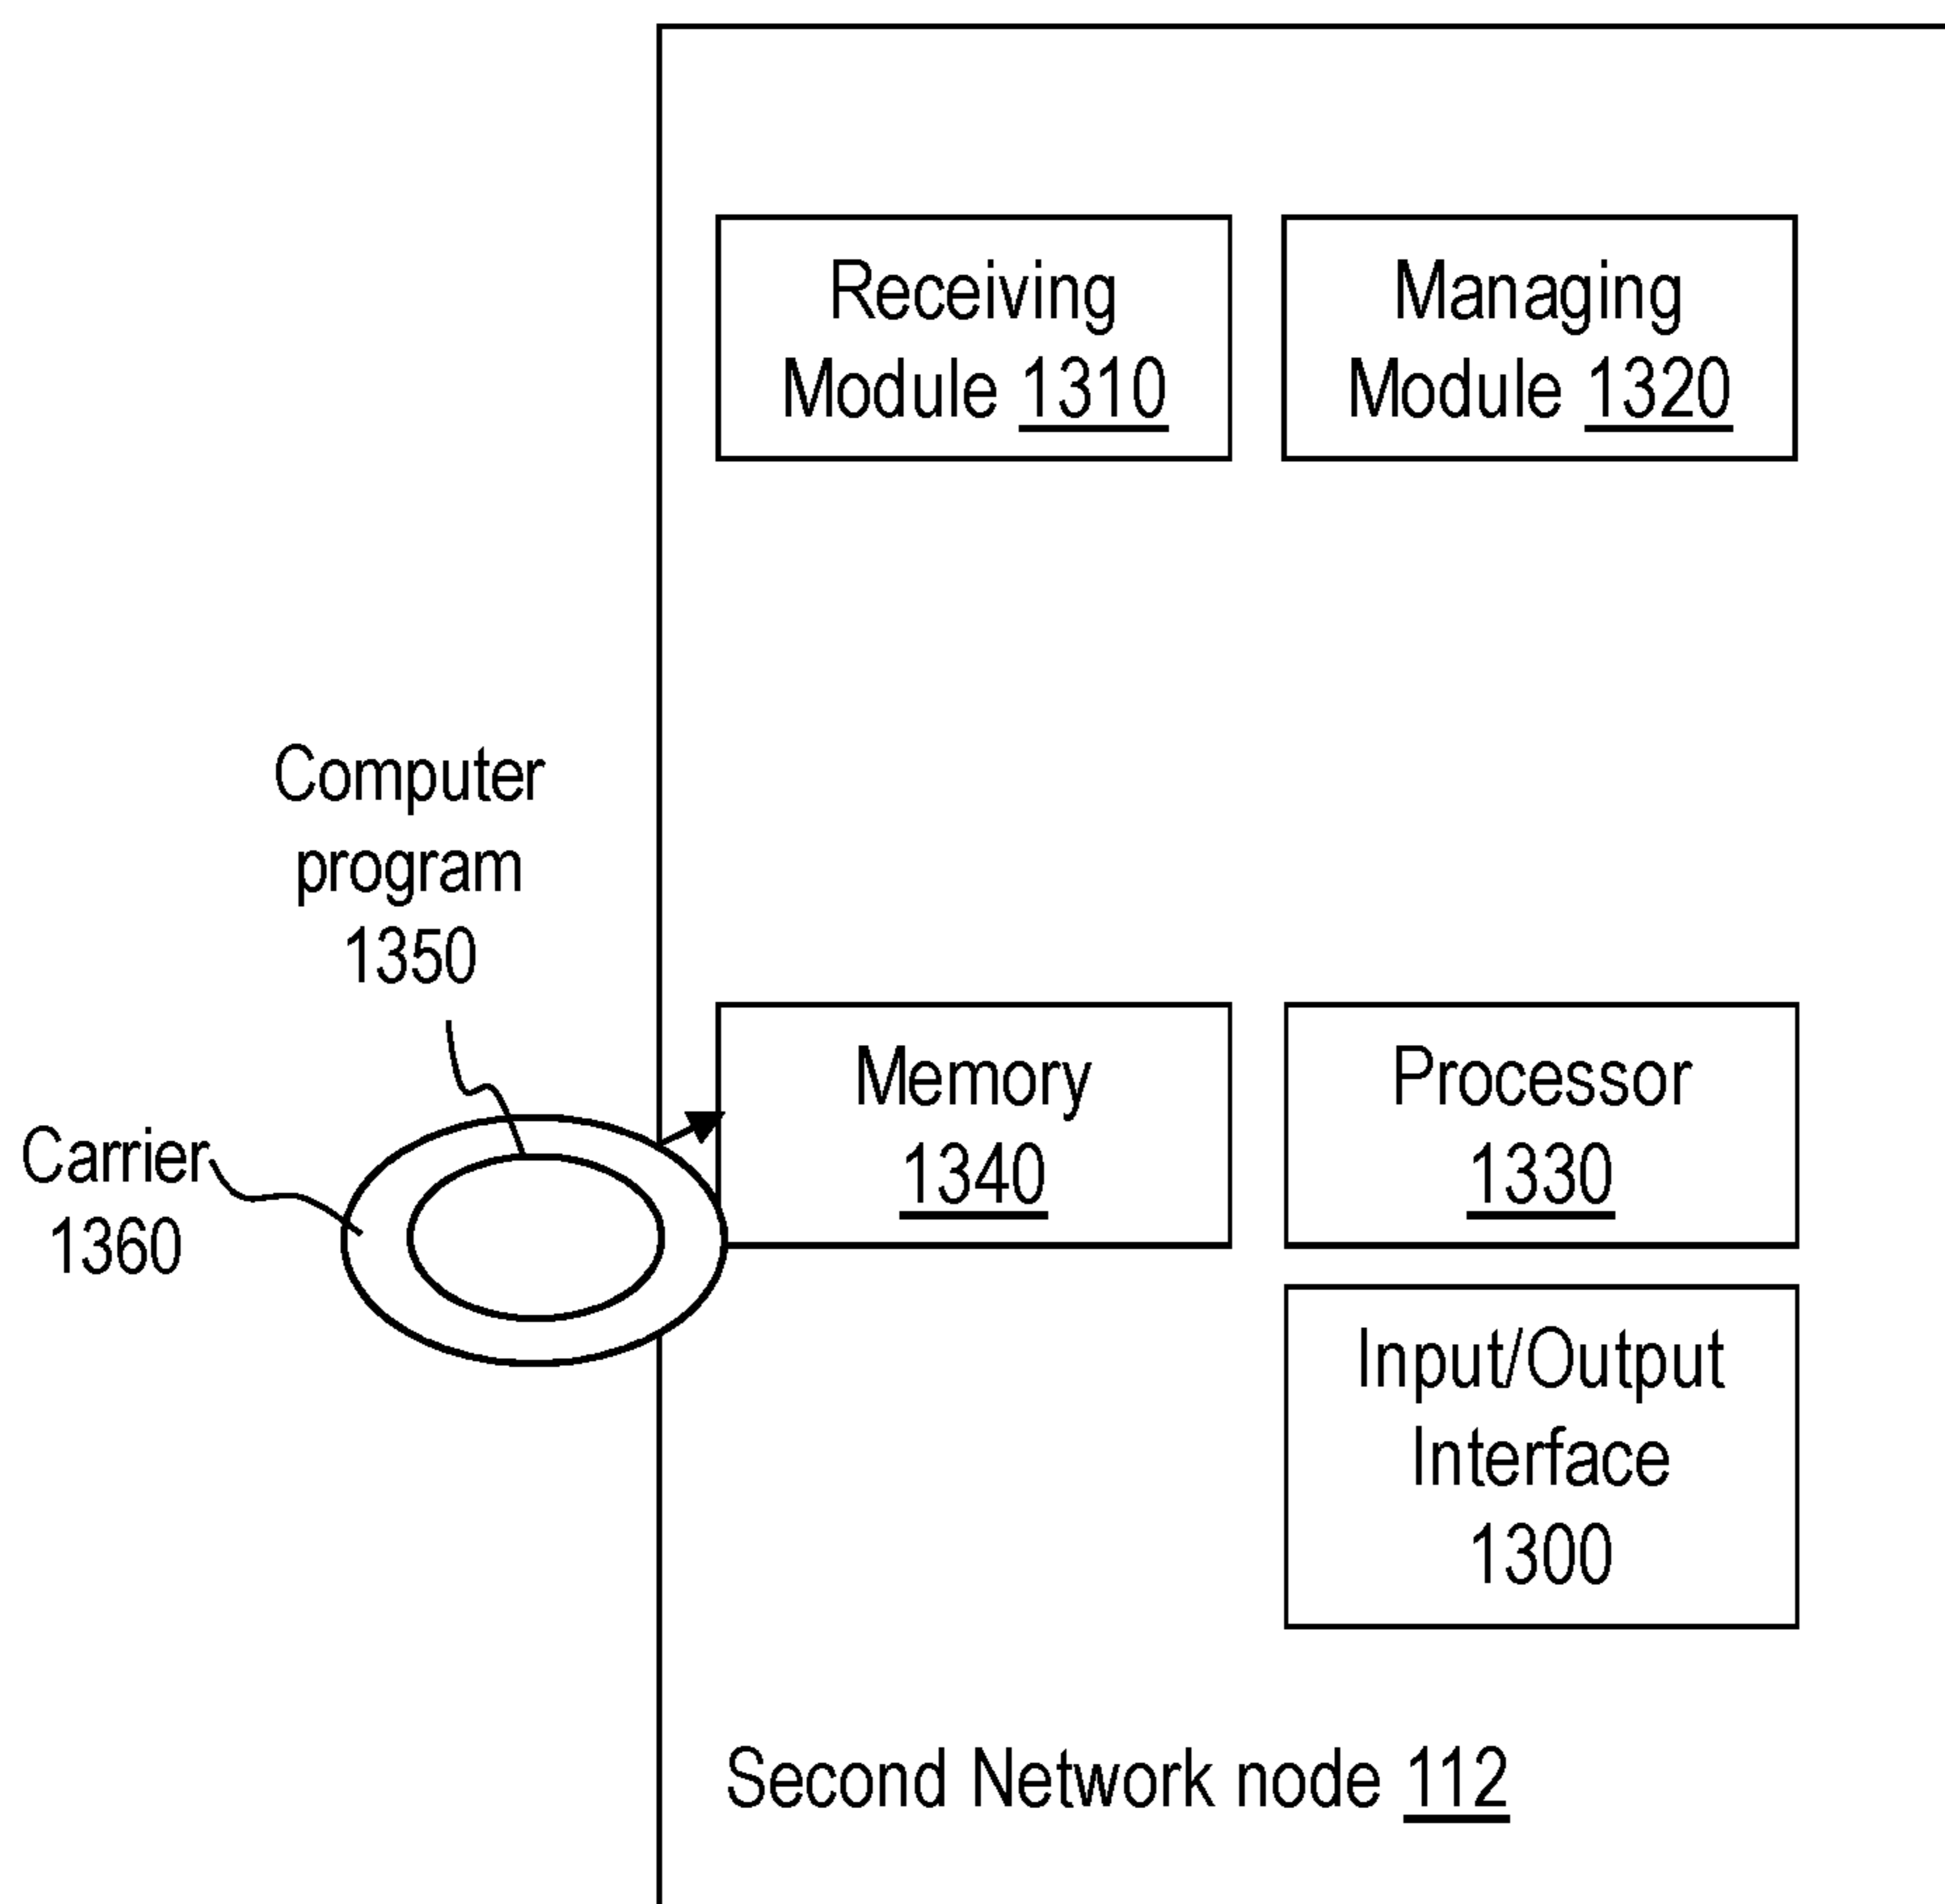 Receiving
Module 1310
Managing
Module 1320
Computer
program
1350
Memory
1340
Processor
1330
Carrier
1360
Input/Output
Interface
1300
Second Network node 112